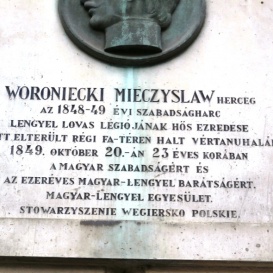 WORONIECKI MIECZYSLAW HERCEG
AZ 1848-49 ÉVI SZABADSÁGHARC
LENGYEL LOVAS LÉGIÓJÁNAK HŐS EZREDESE
TT ELTERÜLT RÉGI FA-TÉREN HALT VÉRTANUHALÁ
1849. OKTÓBER 20.-ÁN 23 ÉVES KORÁBAN
A MAGYAR SZABADSÁGÉRT ÉS
AZ EZERÉVES MAGYAR-LENGYEL BARÁTSÁGÉRT.
MAGYAR-LENGYEL EGYESÜLET.
STOWARZYSZENIE WEGIERSKO POLSKIE.